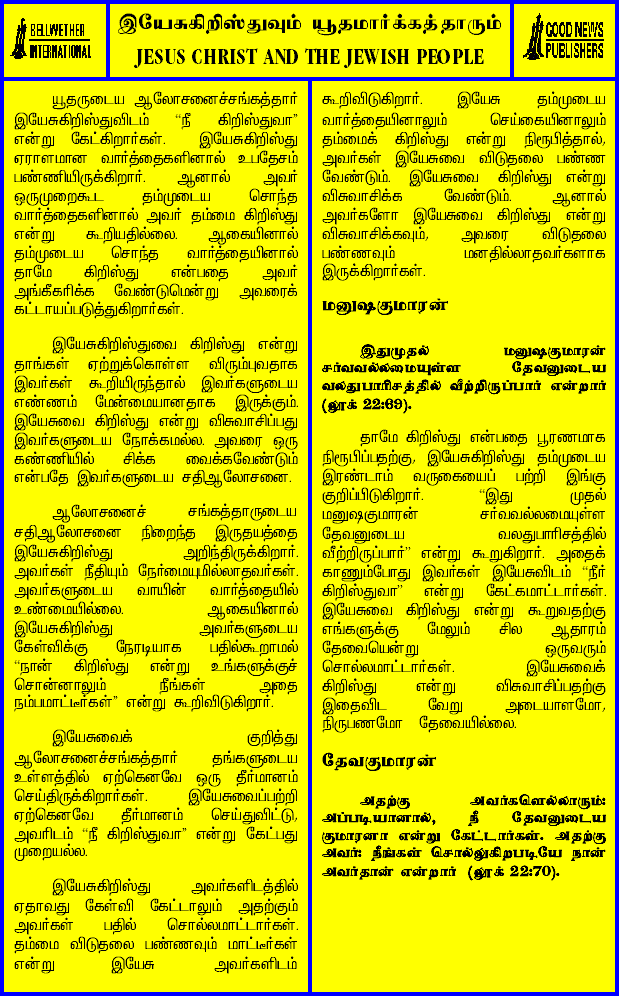 BELLWETHER
INTERNATIONAL
இயேசுகிறிஸ்துவும் யூதமார்க்கத்தாரும்
JESUS CHRIST AND THE JEWISH PEOPLE
GOOD NEWS
PUBLISHERS
யூதருடைய ஆலோசனைச்சங்கத்தார்
இயேசுகிறிஸ்துவிடம் “நீ கிறிஸ்துவா”
என்று கேட்கிறார்கள். இயேசுகிறிஸ்து
ஏராளமான வார்த்தைகளினால் உபதேசம்
பண்ணியிருக்கிறார். ஆனால் அவர்
ஒருமுறைகூட தம்முடைய சொந்த
வார்த்தைகளினால் அவர் தம்மை கிறிஸ்து
என்று கூறியதில்லை. ஆகையினால்
தம்முடைய சொந்த வார்த்தையினால்
தாமே கிறிஸ்து என்பதை அவர்
அங்கீகரிக்க வேண்டுமென்று அவரைக்
கட்டாயப்படுத்துகிறார்கள்.
இயேசுகிறிஸ்துவை கிறிஸ்து என்று
தாங்கள் ஏற்றுக்கொள்ள விரும்புவதாக
இவர்கள் கூறியிருந்தால் இவர்களுடைய
எண்ணம் மேன்மையானதாக இருக்கும்.
இயேசுவை கிறிஸ்து என்று விசுவாசிப்பது
இவர்களுடைய நோக்கமல்ல. அவரை ஒரு
கண்ணியில் சிக்க வைக்கவேண்டும்
என்பதே இவர்களுடைய சதிஆலோசனை.
ஆலோசனைச் சங்கத்தாருடைய
சதிஆலோசனை நிறைந்த இருதயத்தை
இயேசுகிறிஸ்து அறிந்திருக்கிறார்.
அவர்கள் நீதியும் நேர்மையுமில்லாதவர்கள்.
அவர்களுடைய வாயின் வார்த்தையில்
உண்மையில்லை. ஆகையினால்
இயேசுகிறிஸ்து அவர்களுடைய
கேள்விக்கு நேரடியாக பதில்கூறாமல்
“நான் கிறிஸ்து என்று உங்களுக்குச்
சொன்னாலும் நீங்கள் அதை
நம்பமாட்டீர்கள்” என்று கூறிவிடுகிறார்.
இயேசுவைக் குறித்து
ஆலோசனைச்சங்கத்தார் தங்களுடைய
உள்ளத்தில் ஏற்கெனவே ஒரு தீர்மானம்
செய்திருக்கிறார்கள். இயேசுவைப்பற்றி
ஏற்கெனவே தீர்மானம் செய்துவிட்டு,
அவரிடம் “நீ கிறிஸ்துவா” என்று கேட்பது
முறையல்ல.
இயேசுகிறிஸ்து அவர்களிடத்தில்
ஏதாவது கேள்வி கேட்டாலும் அதற்கும்
அவர்கள் பதில் சொல்லமாட்டார்கள்.
தம்மை விடுதலை பண்ணவும் மாட்டீர்கள்
என்று இயேசு அவர்களிடம்
கூறிவிடுகிறார். இயேசு தம்முடைய
வார்த்தையினாலும் செய்கையினாலும்
தம்மைக் கிறிஸ்து என்று நிரூபித்தால்,
அவர்கள் இயேசுவை விடுதலை பண்ண
வேண்டும். இயேசுவை கிறிஸ்து என்று
விசுவாசிக்க வேண்டும். ஆனால்
அவர்களோ இயேசுவை கிறிஸ்து என்று
விசுவாசிக்கவும், அவரை விடுதலை
பண்ணவும் மனதில்லாதவர்களாக
இருக்கிறார்கள்.
மனுஷகுமாரன்
இதுமுதல் மனுஷகுமாரன்
சர்வவல்லமையுள்ள தேவனுடைய
வலதுபாரிசத்தில் வீற்றிருப்பார் என்றார்
(லூக் 22:69).
தாமே கிறிஸ்து என்பதை பூரணமாக
நிரூபிப்பதற்கு, இயேசுகிறிஸ்து தம்முடைய
இரண்டாம் வருகையைப் பற்றி இங்கு
குறிப்பிடுகிறார். “இது முதல்
மனுஷகுமாரன் சர்வவல்லமையுள்ள
தேவனுடைய வலதுபாரிசத்தில்
வீற்றிருப்பார்” என்று கூறுகிறார். அதைக்
காணும்போது இவர்கள் இயேசுவிடம் “நீர்
கிறிஸ்துவா” என்று கேட்கமாட்டார்கள்.
இயேசுவை கிறிஸ்து என்று கூறுவதற்கு
எங்களுக்கு மேலும் சில ஆதாரம்
தேவையென்று ஒருவரும்
சொல்லமாட்டார்கள். இயேசுவைக்
கிறிஸ்து என்று விசுவாசிப்பதற்கு
இதைவிட வேறு அடையாளமோ,
நிருபணமோ தேவையில்லை.
தேவகுமாரன்
அதற்கு அவர்களெல்லாரும்:
அப்படியானால், நீ தேவனுடைய
குமாரனா என்று கேட்டார்கள். அதற்கு
அவர்: நீங்கள் சொல்லுகிறபடியே நான்
அவர்தான் என்றார் (லூக் 22:70).